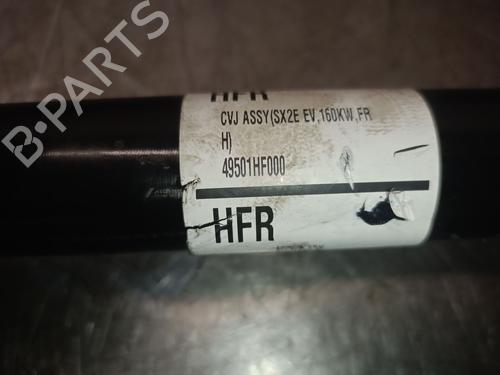 HFR
CVJ ASSY(SX2E EV,160KW,FR
H)
49501HF000
HFR
B-PARTS